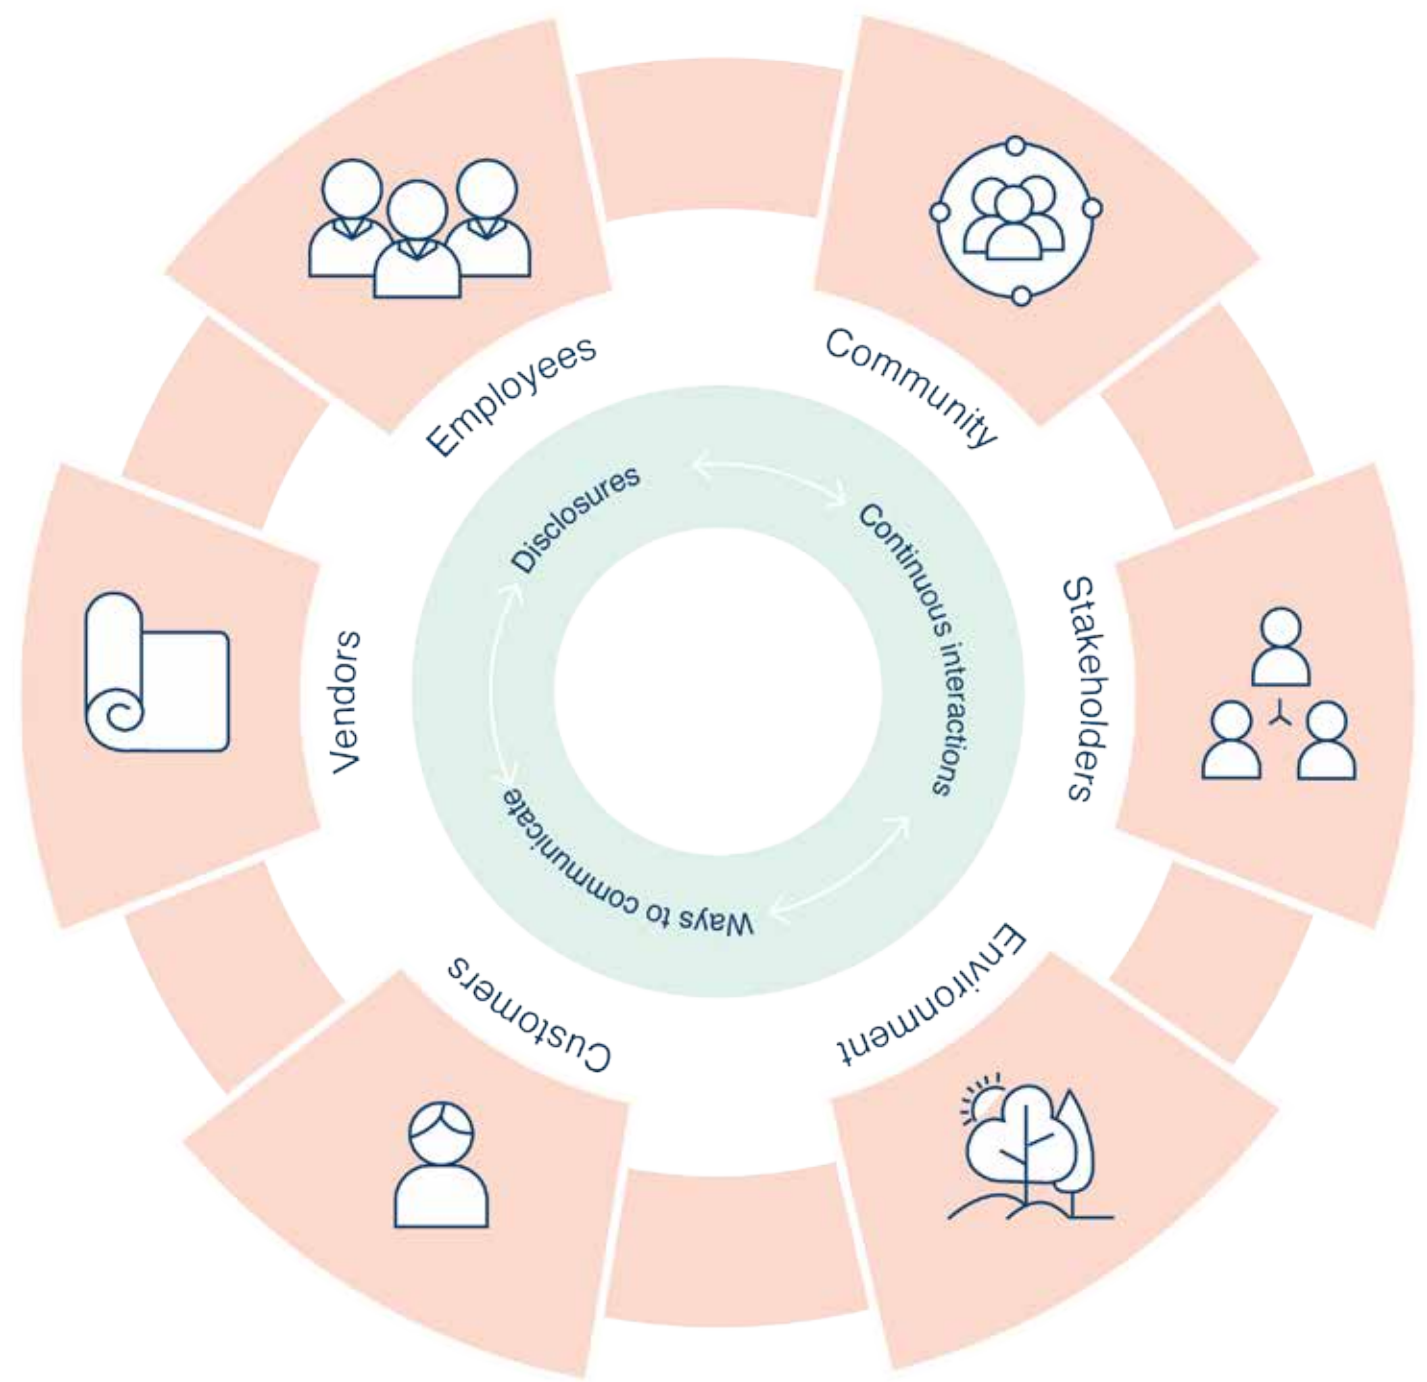 Employees
Community
Stakeholders
Environment
Customers
Vendors
Disclosures
Continuous interactions
Ways to communicate